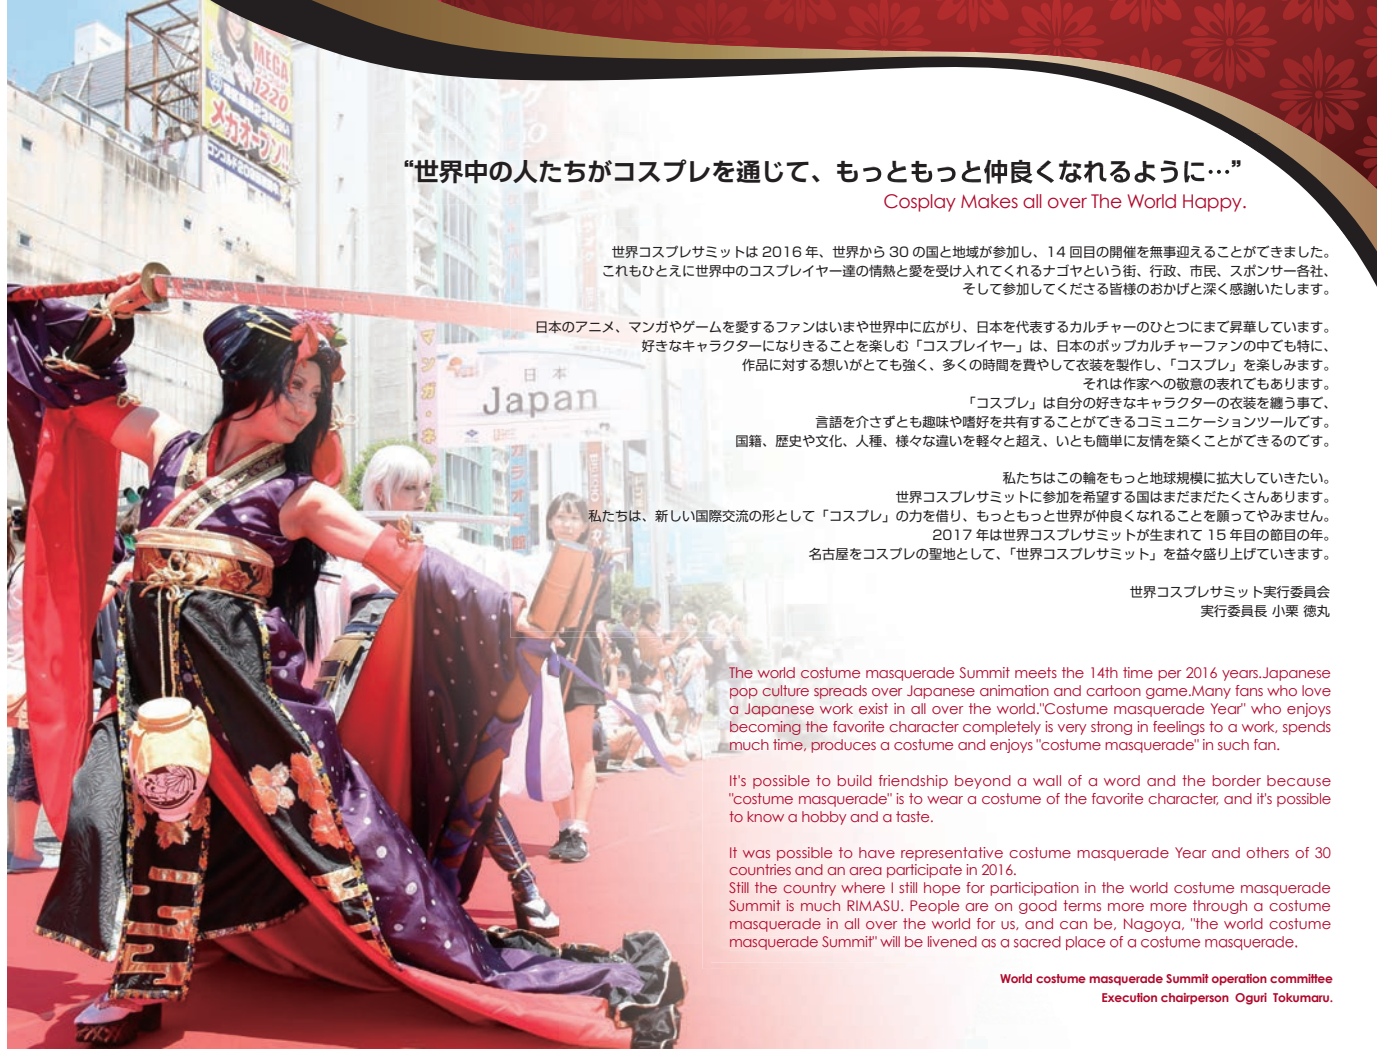 MEGA
1220
メガオープン!!
“世界中の人たちがコスプレを通じて、もっともっと仲良くなれるように…”
Cosplay Makes all over The World Happy.
世界コスプレサミットは 2016 年、世界から 30 の国と地域が参加し、14 回目の開催を無事迎えることができました。
これもひとえに世界中のコスプレイヤー達の情熱と愛を受け入れてくれるナゴヤという街、行政、市民、スポンサー各社、
そして参加してくださる皆様のおかげと深く感謝いたします。
日本のアニメ、マンガやゲームを愛するファンはいまや世界中に広がり、日本を代表するカルチャーのひとつにまで昇華しています。
好きなキャラクターになりきることを楽しむ「コスプレイヤー」は、日本のポップカルチャーファンの中でも特に、
作品に対する想いがとても強く、多くの時間を費やして衣装を製作し、「コスプレ」を楽しみます。
それは作家への敬意の表れでもあります。
「コスプレ」は自分の好きなキャラクターの衣装を纏う事で、
言語を介さずとも趣味や嗜好を共有することができるコミュニケーションツールです。
国籍、歴史や文化、人種、様々な違いを軽々と超え、いとも簡単に友情を築くことができるのです。
日本
Japan
私たちはこの輪をもっと地球規模に拡大していきたい。
世界コスプレサミットに参加を希望する国はまだまだたくさんあります。
私たちは、新しい国際交流の形として「コスプレ」の力を借り、もっともっと世界が仲良くなれることを願ってやみません。
2017 年は世界コスプレサミットが生まれて 15 年目の節目の年。
名古屋をコスプレの聖地として、「世界コスプレサミット」を益々盛り上げていきます。
世界コスプレサミット実行委員会
実行委員長 小栗 徳丸
The world costume masquerade Summit meets the 14th time per 2016 years.Japanese
pop culture spreads over Japanese animation and cartoon game.Many fans who love
a Japanese work exist in all over the world."Costume masquerade Year" who enjoys
becoming the favorite character completely is very strong in feelings to a work, spends
much time, produces a costume and enjoys "costume masquerade" in such fan.
It's possible to build friendship beyond a wall of a word and the border because
"costume masquerade" is to wear a costume of the favorite character, and it's possible
to know a hobby and a taste.
It was possible to have representative costume masquerade Year and others of 30
countries and an area participate in 2016.
Still the country where I still hope for participation in the world costume masquerade
Summit is much RIMASU. People are on good terms more more through a costume
masquerade in all over the world for us, and can be, Nagoya, "the world costume
masquerade Summit" will be livened as a sacred place of a costume masquerade.
World costume masquerade Summit operation committee
Execution chairperson Oguri Tokumaru.